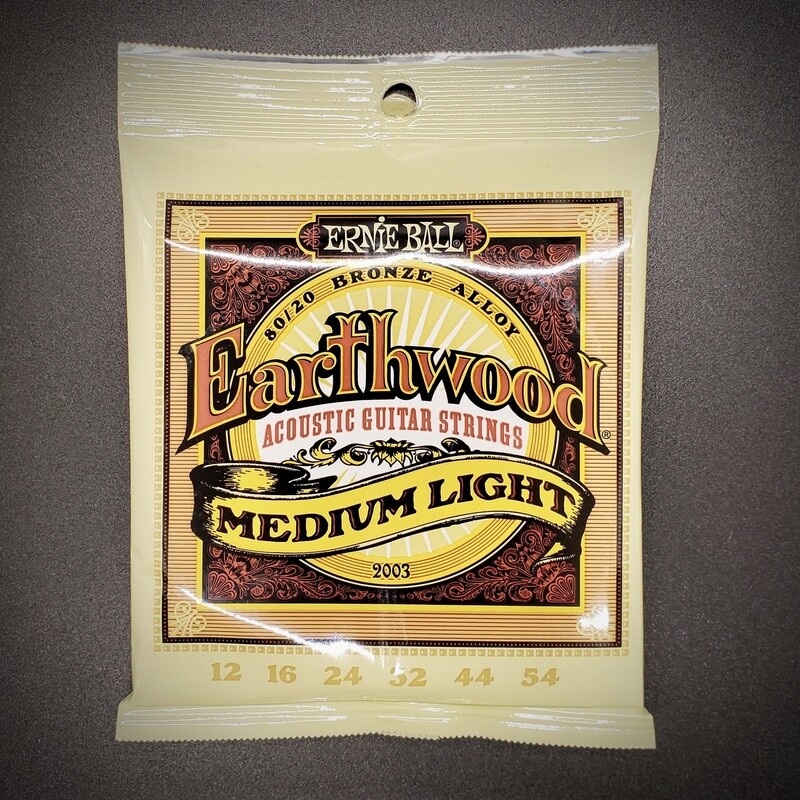 ERNIE BALL®
80/20 BRONZE ALLOY
Earthwood®
ACOUSTIC GUITAR STRINGS
MEDIUM LIGHT
2003
12 16 24 32 44 54